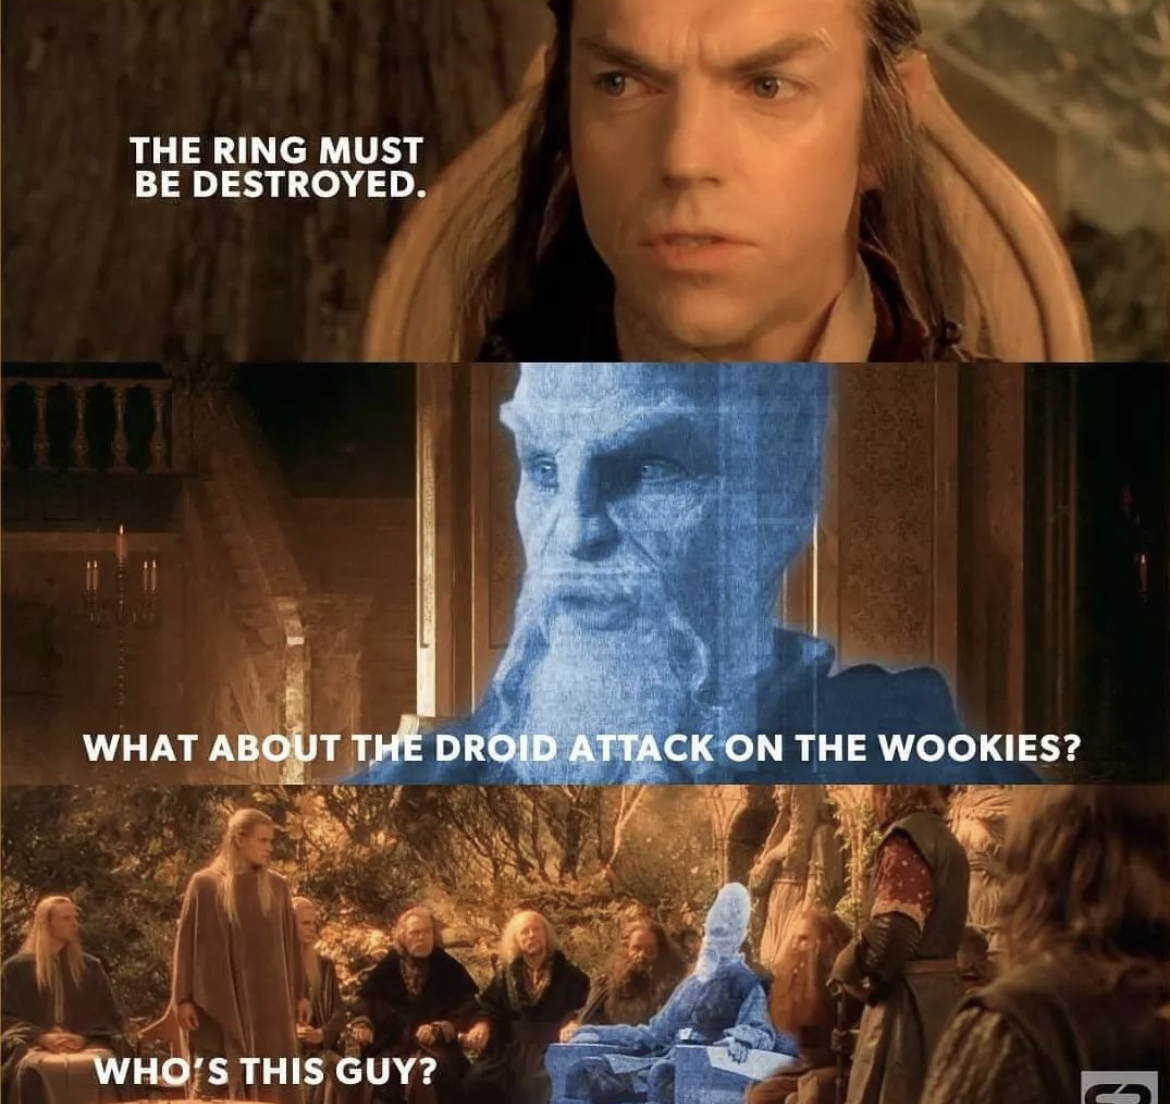 THE RING MUST
BE DESTROYED.
WHAT ABOUT THE DROID ATTACK ON THE WOOKIES?
WHO'S THIS GUY?